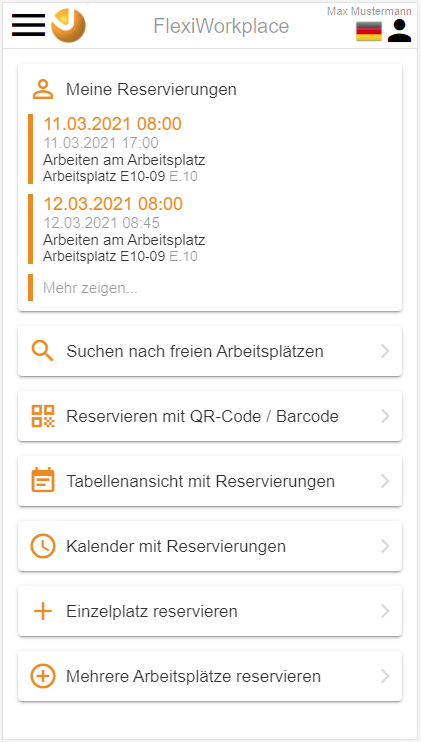 Max Mustermann
FlexiWorkplace
Meine Reservierungen
11.03.2021 08:00
11.03.2021 17:00
Arbeiten am Arbeitsplatz
Arbeitsplatz E10-09 E.10
12.03.2021 08:00
12.03.2021 08:45
Arbeiten am Arbeitsplatz
Arbeitsplatz E10-09 E.10
Mehr zeigen...
Suchen nach freien Arbeitsplätzen
Reservieren mit QR-Code / Barcode
Tabellenansicht mit Reservierungen
Kalender mit Reservierungen
Einzelplatz reservieren
Mehrere Arbeitsplätze reservieren